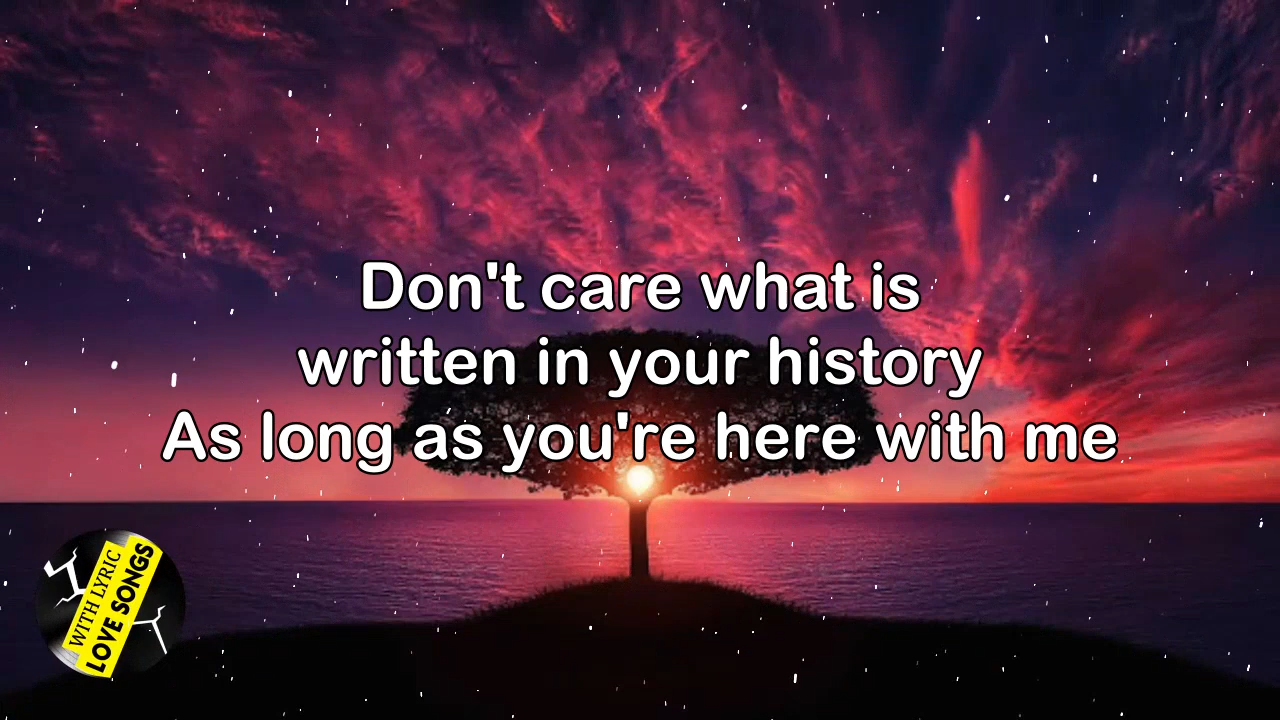 Don't care what is
written in your history
As long as you're here with me
WITH LYRIC
LOVE SONGS